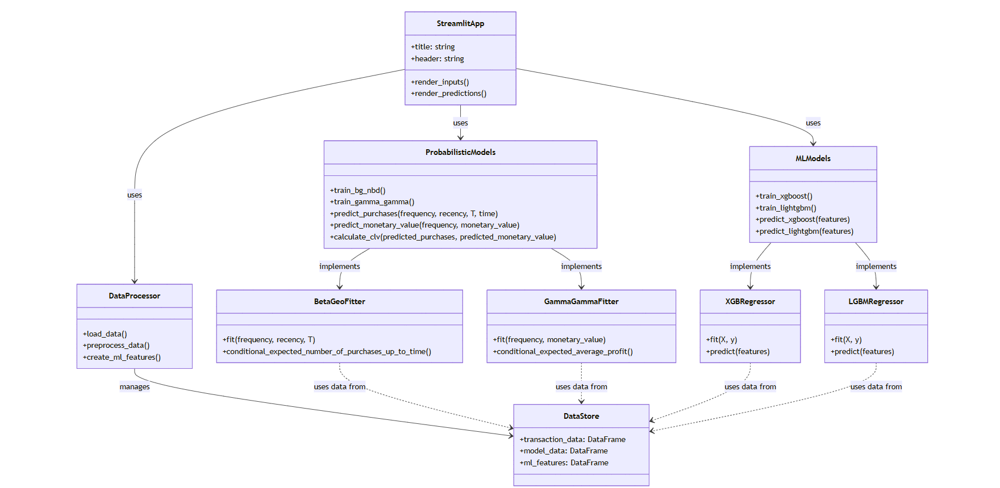 StreamlitApp
+title: string
+header: string
+render_inputs()
+render_predictions()
uses
uses
uses
ProbabilisticModels
+train_bg_nbd()
+train_gamma_gamma()
+predict_purchases(frequency, recency, T, time)
+predict_monetary_value(frequency, monetary_value)
+calculate_clv(predicted_purchases, predicted_monetary_value)
MLModels
+train_xgboost()
+train_lightgbm()
+predict_xgboost(features)
+predict_lightgbm(features)
implements
implements
implements
implements
DataProcessor
+load_data()
+preprocess_data()
+create_ml_features()
BetaGeoFitter
+fit(frequency, recency, T)
+conditional_expected_number_of_purchases_up_to_time()
GammaGammaFitter
+fit(frequency, monetary_value)
+conditional_expected_average_profit()
XGBRegressor
+fit(X, y)
+predict(features)
LGBMRegressor
+fit(X, y)
+predict(features)
manages
uses data from
uses data from
uses data from
uses data from
DataStore
+transaction_data: DataFrame
+model_data: DataFrame
+ml_features: DataFrame